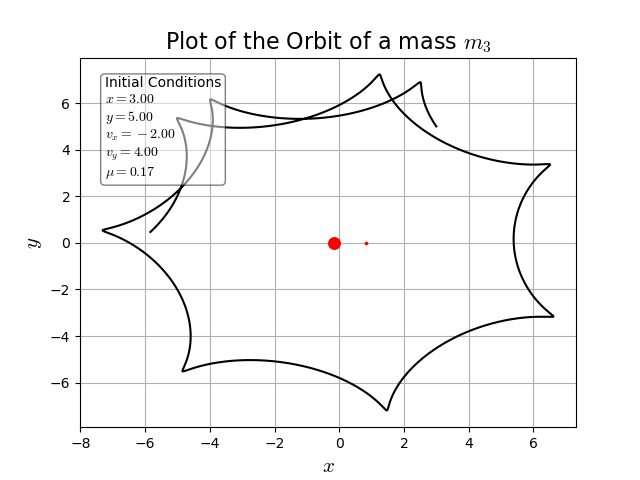 Plot of the Orbit of a mass m₃
Initial Conditions
x = 3.00
y = 5.00
vₓ = −2.00
v_y = 4.00
μ = 0.17
6
4
2
0
−2
−4
−6
y
−8 −6 −4 −2 0 2 4 6
x